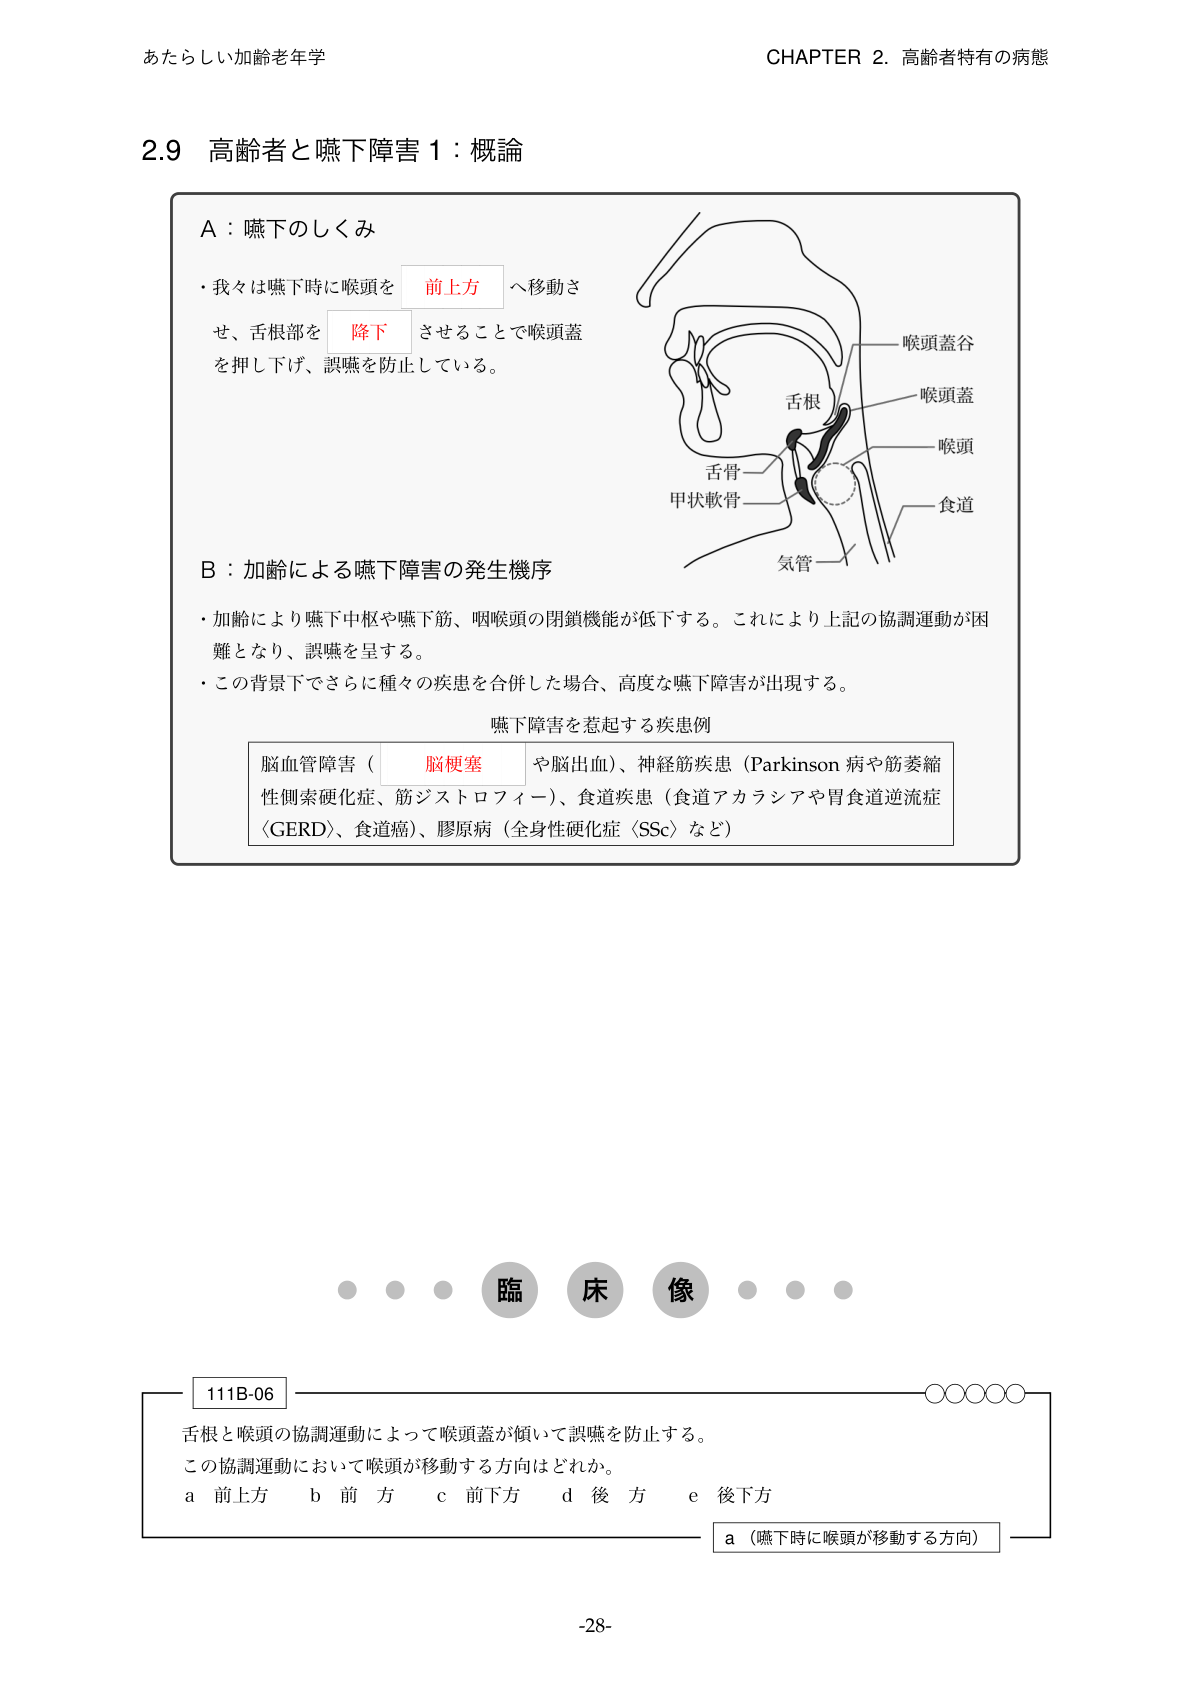 あたらしい加齢老年学
CHAPTER 2. 高齢者特有の病態
2.9 高齢者と嚥下障害 1：概論
A：嚥下のしくみ
・我々は嚥下時に喉頭を 前上方 へ移動さ
せ、舌根部を 降下 させることで喉頭蓋
を押し下げ、誤嚥を防止している。
喉頭蓋谷
喉頭蓋
舌根
喉頭
舌骨
甲状軟骨
食道
気管
B：加齢による嚥下障害の発生機序
・加齢により嚥下中枢や嚥下筋、咽喉頭の閉鎖機能が低下する。これにより上記の協調運動が困
難となり、誤嚥を呈する。
・この背景下でさらに種々の疾患を合併した場合、高度な嚥下障害が出現する。
嚥下障害を惹起する疾患例
脳血管障害（ 脳梗塞 や脳出血）、神経筋疾患（Parkinson 病や筋萎縮
性側索硬化症、筋ジストロフィー）、食道疾患（食道アカラシアや胃食道逆流症
〈GERD〉、食道癌）、膠原病（全身性硬化症〈SSc〉など）
臨床像
111B-06
舌根と喉頭の協調運動によって喉頭蓋が傾いて誤嚥を防止する。
この協調運動において喉頭が移動する方向はどれか。
a 前上方 b 前 方 c 前下方 d 後 方 e 後下方
a （嚥下時に喉頭が移動する方向）
-28-